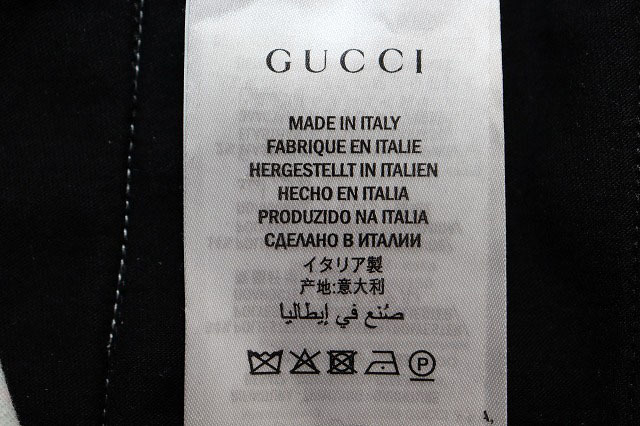 GUCCI
MADE IN ITALY
FABRIQUE EN ITALIE
HERGESTELLT IN ITALIEN
HECHO EN ITALIA
PRODUZIDO NA ITALIA
СДЕЛАНО В ИТАЛИИ
イタリア製
产地:意大利
صُنع في إيطاليا
P
A,